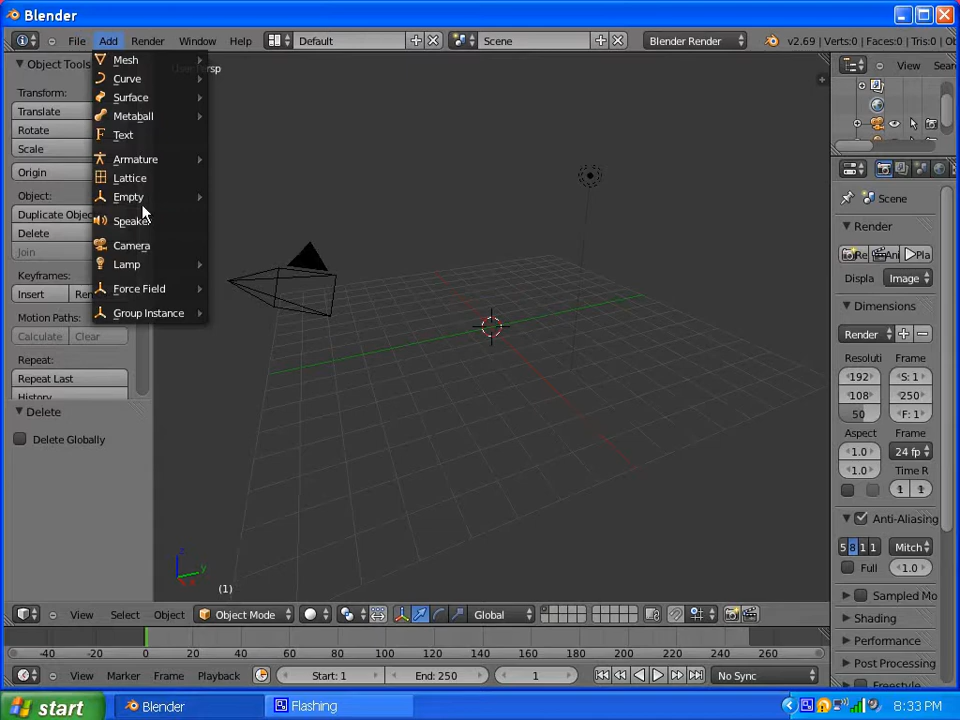 Blender
File Add Render Window Help Default Scene Blender Render v2.69 | Verts:0 | Faces:0 | Tris:0 |
Object Tools
Transform:
Translate
Rotate
Scale
Origin
Object:
Duplicate Objec
Delete
Join
Keyframes:
Insert
Motion Paths:
Calculate Clear
Repeat:
Repeat Last
History
Delete
Delete Globally
Mesh
Curve
Surface
Metaball
Text
Armature
Lattice
Empty
Speaker
Camera
Lamp
Force Field
Group Instance
Persp
z
y
(1)
View
Scene
Render
Re Ani Pla
Displa Image
Dimensions
Render
Resoluti Frame
192 S: 1
108 250
50 F: 1
Aspect Frame
1.0 24 fp
1.0 Time R
1 1
Anti-Aliasing
5 8 1 1 Mitch
Full 1.0
Sampled Mo
Shading
Performance
Post Processing
View Select Object Object Mode Global
-40 -20 0 20 40 60 80 100 120 140 160 180 200 220 240 260
View Marker Frame Playback Start: 1 End: 250 1 No Sync
start Blender Flashing 8:33 PM